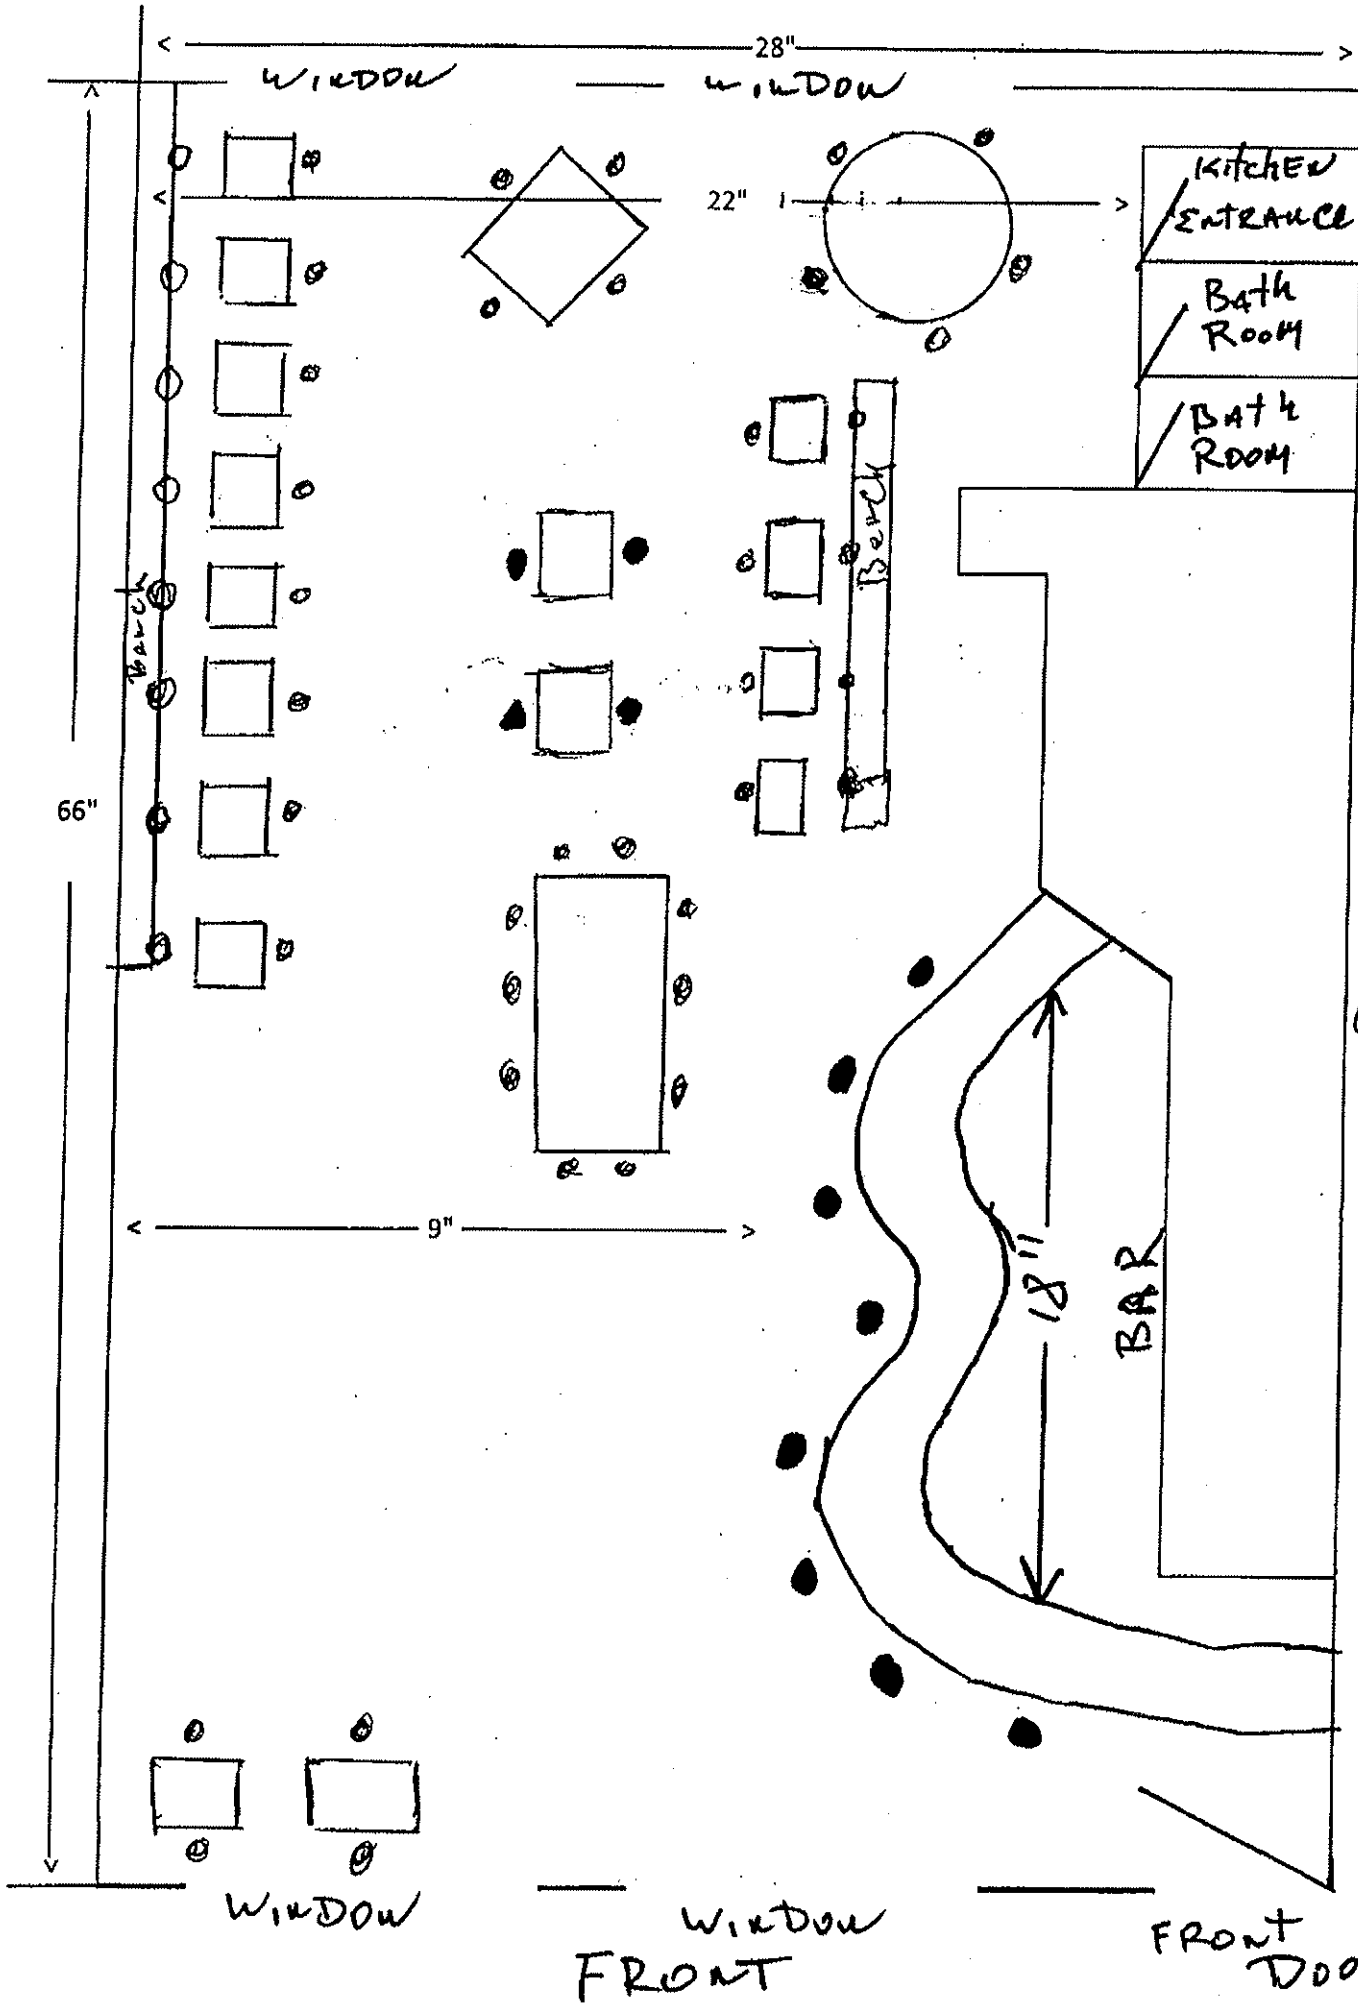 28"
WINDOW WINDOW
KitchEN
ENTRANCE
22"
BAth
ROOM
BAth
ROOM
Bench
Bench
66"
9"
18"
BAR
WINDOW WINDOW
FRONT
FRONT
DOO